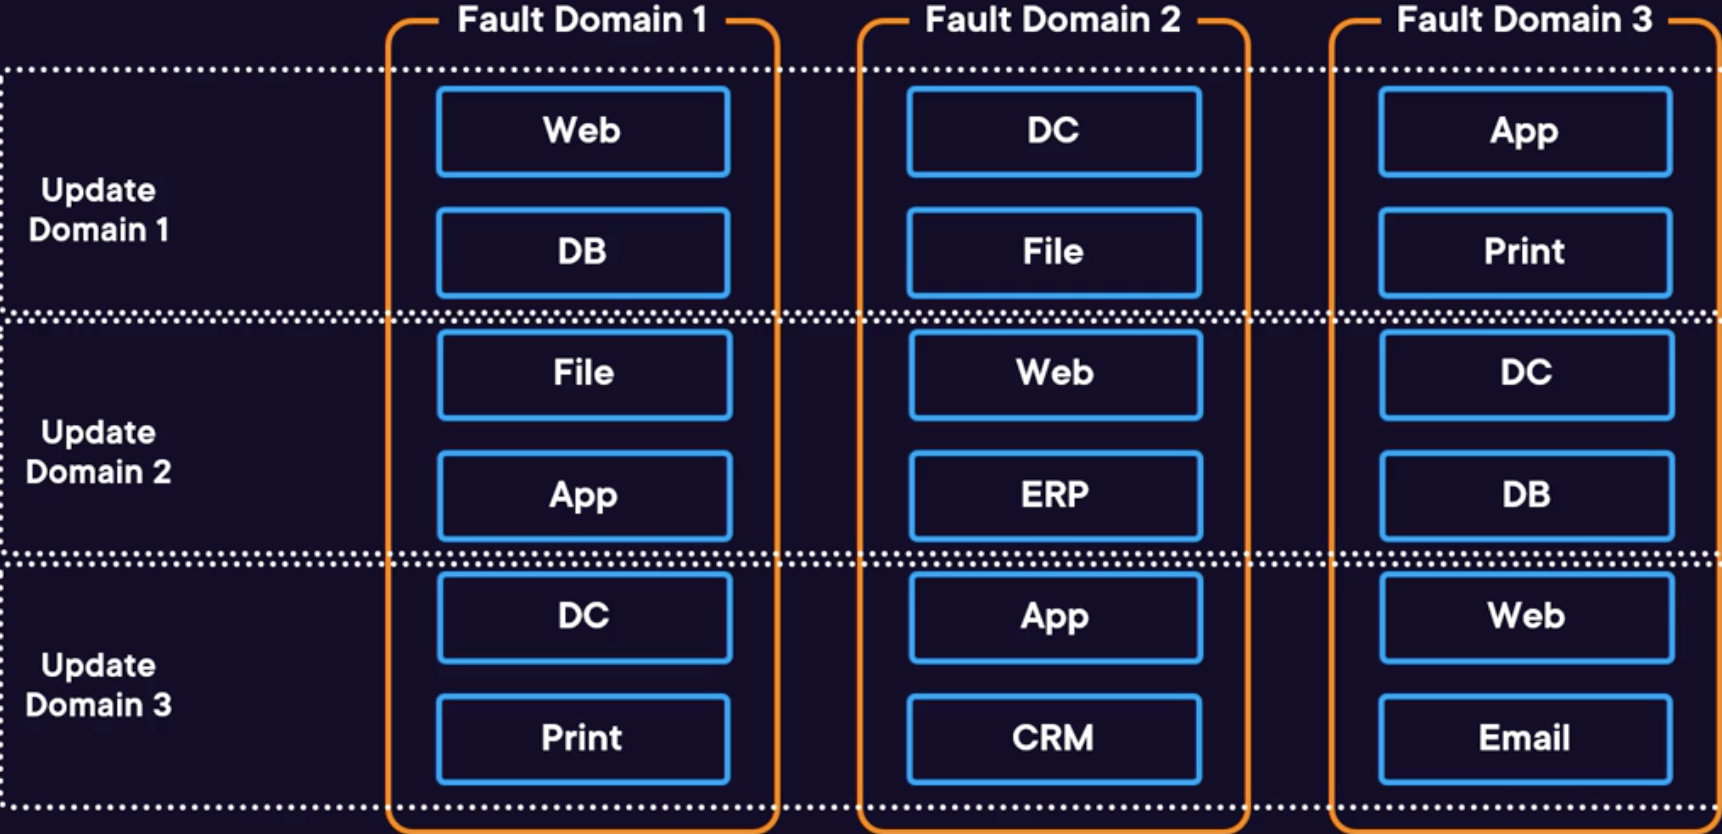 Fault Domain 1
Fault Domain 2
Fault Domain 3
Update
Domain 1
Web
DC
App
DB
File
Print
Update
Domain 2
File
Web
DC
App
ERP
DB
Update
Domain 3
DC
App
Web
Print
CRM
Email